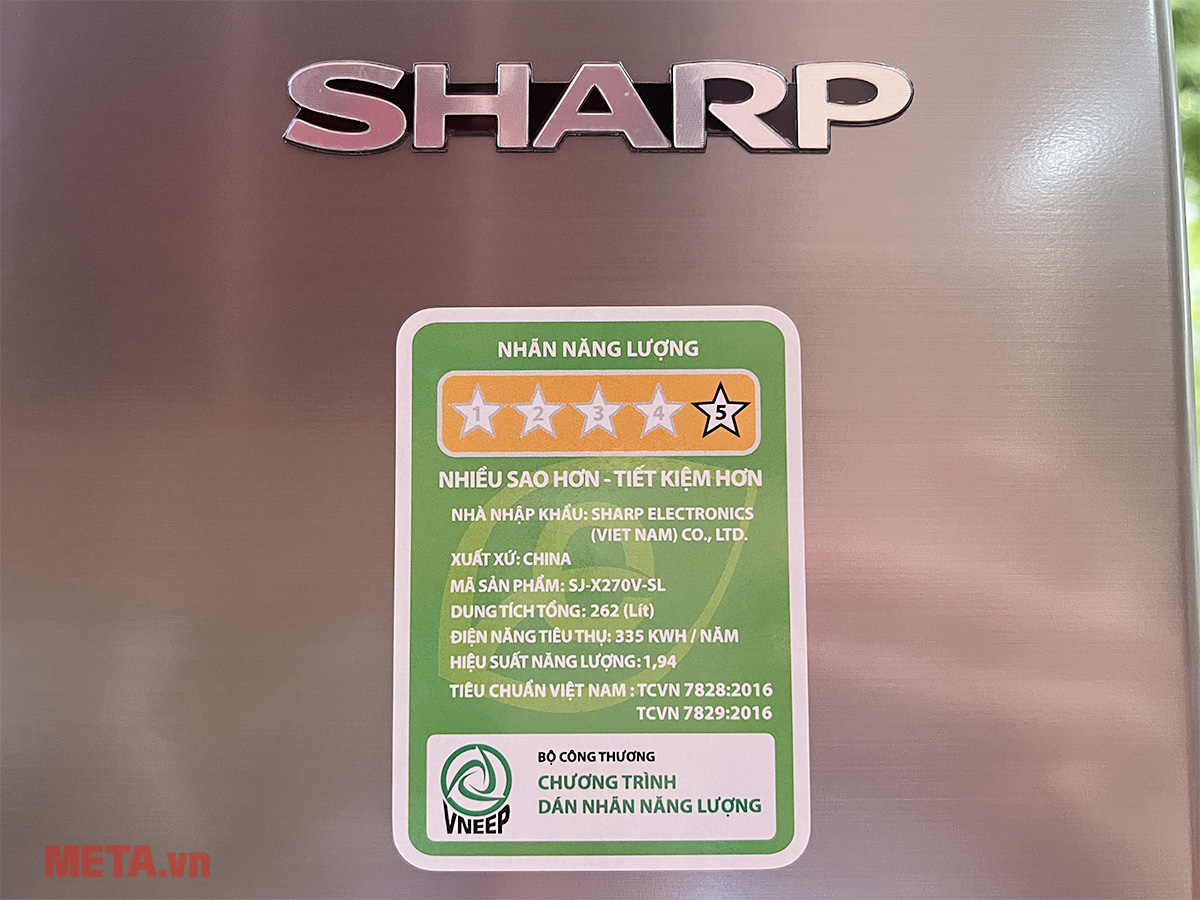 SHARP
NHÃN NĂNG LƯỢNG
1 2 3 4 5
NHIỀU SAO HƠN - TIẾT KIỆM HƠN
NHÀ NHẬP KHẨU: SHARP ELECTRONICS
(VIET NAM) CO., LTD.
XUẤT XỨ: CHINA
MÃ SẢN PHẨM: SJ-X270V-SL
DUNG TÍCH TỔNG: 262 (Lít)
ĐIỆN NĂNG TIÊU THỤ: 335 KWH / NĂM
HIỆU SUẤT NĂNG LƯỢNG: 1,94
TIÊU CHUẨN VIỆT NAM : TCVN 7828:2016
TCVN 7829:2016
BỘ CÔNG THƯƠNG
CHƯƠNG TRÌNH
DÁN NHÃN NĂNG LƯỢNG
VNEEP
META.vn